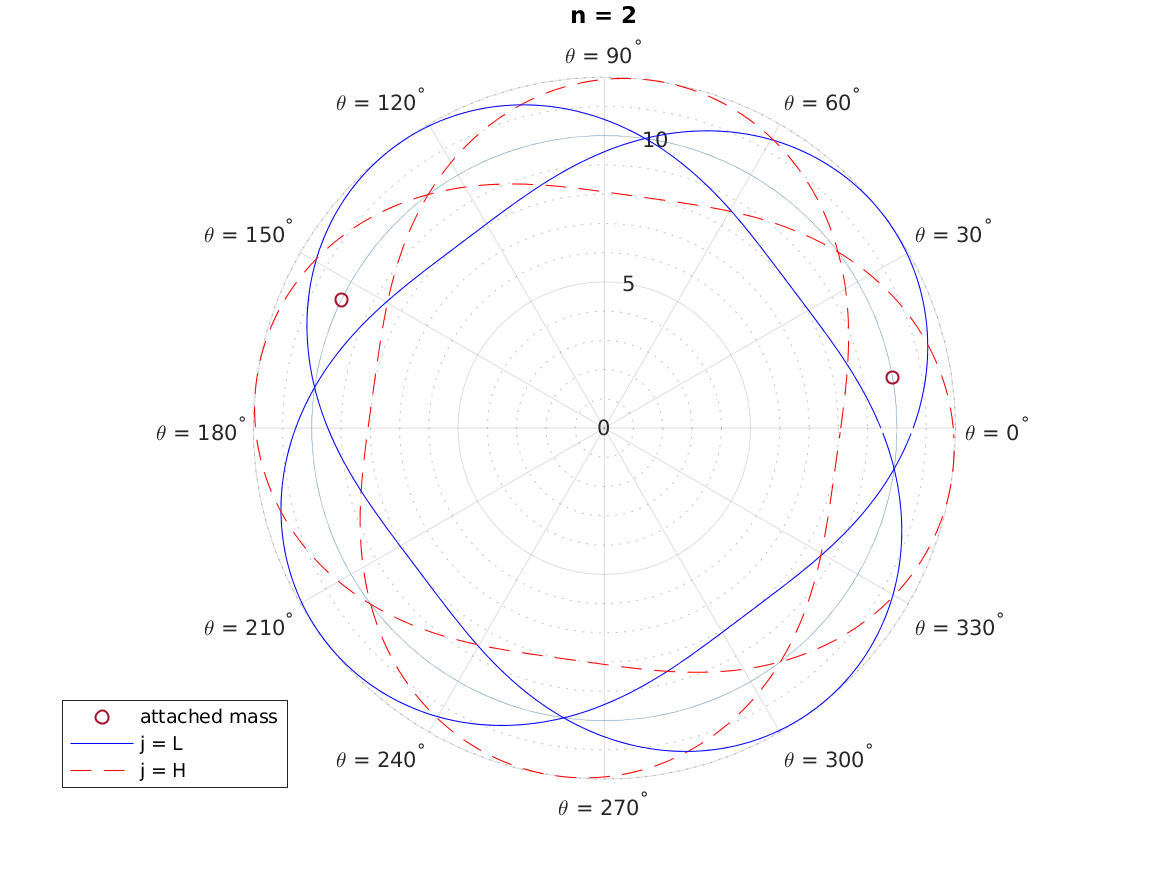 n = 2
θ = 90°
θ = 120°
θ = 60°
10
θ = 150°
θ = 30°
5
θ = 180°
0
θ = 0°
θ = 210°
θ = 330°
attached mass
j = L
j = H
θ = 240°
θ = 300°
θ = 270°